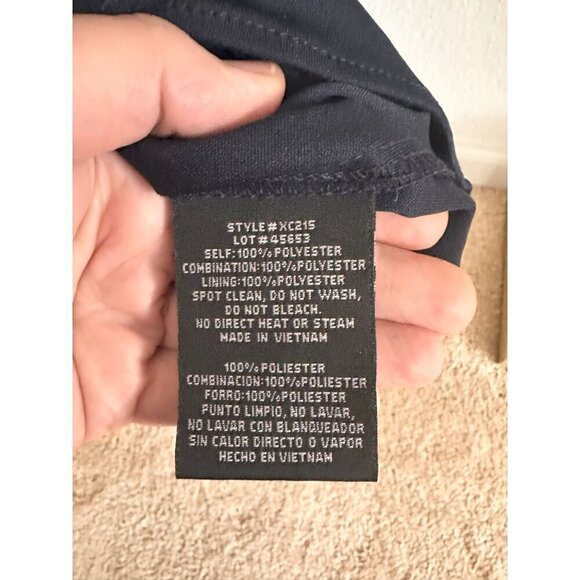 STYLE#XC215
LOT#45653
SELF:100%POLYESTER
COMBINATION:100%POLYESTER
LINING:100%POLYESTER
SPOT CLEAN, DO NOT WASH,
DO NOT BLEACH.
NO DIRECT HEAT OR STEAM
MADE IN VIETNAM
100%POLIESTER
COMBINACION:100%POLIESTER
FORRO:100%POLIESTER
PUNTO LIMPIO, NO LAVAR,
NO LAVAR CON BLANQUEADOR
SIN CALOR DIRECTO O VAPOR
HECHO EN VIETNAM